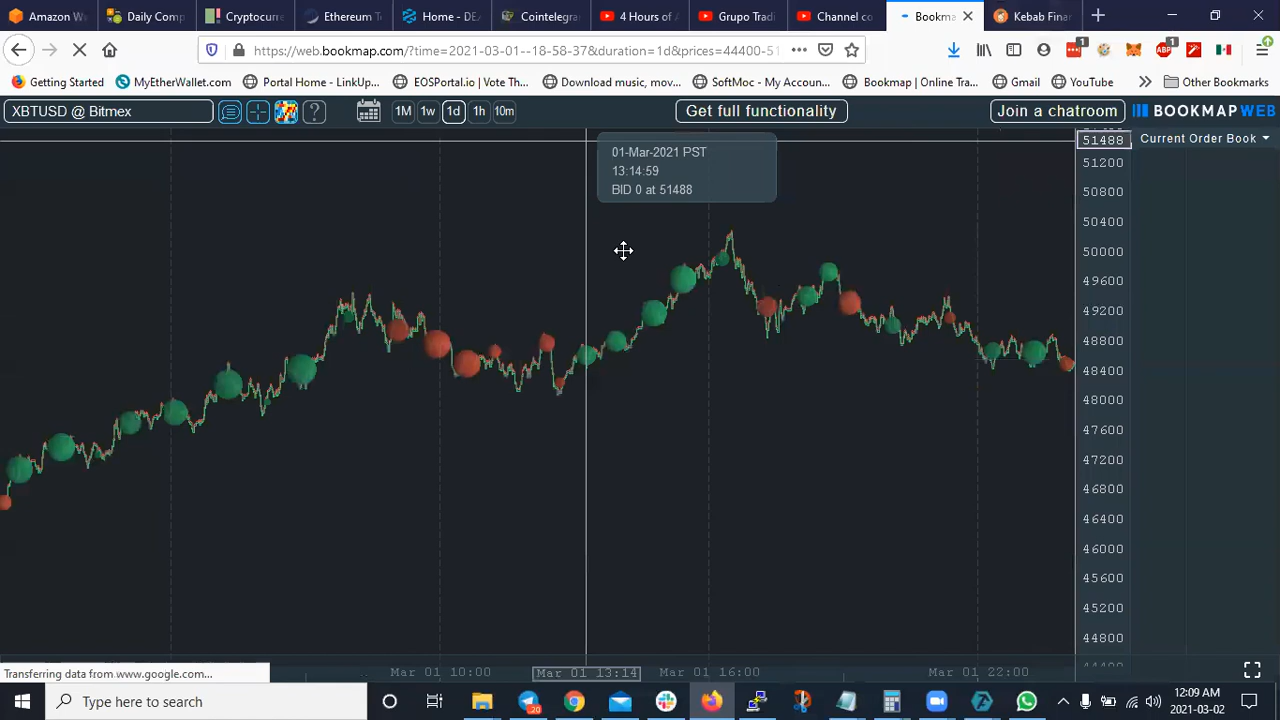 Amazon W
Daily Comp
Cryptocurre
Ethereum T
Home - DEA
Cointelegra
4 Hours of A
Grupo Tradi
Channel co
Bookma
Kebab Finan
https://web.bookmap.com/?time=2021-03-01--18-58-37&duration=1d&prices=44400-51
Getting Started
MyEtherWallet.com
Portal Home - LinkUp...
EOSPortal.io | Vote Th...
Download music, mov...
SoftMoc - My Accoun...
Bookmap | Online Tra...
Gmail
YouTube
Other Bookmarks
XBTUSD @ Bitmex
1M 1w 1d 1h 10m
Get full functionality
Join a chatroom
BOOKMAP WEB
Current Order Book
01-Mar-2021 PST
13:14:59
BID 0 at 51488
51488
51200
50800
50400
50000
49600
49200
48800
48400
48000
47600
47200
46800
46400
46000
45600
45200
44800
Mar 01 10:00
Mar 01 13:14
Mar 01 16:00
Mar 01 22:00
Transferring data from www.google.com...
Type here to search
20
12:09 AM
2021-03-02